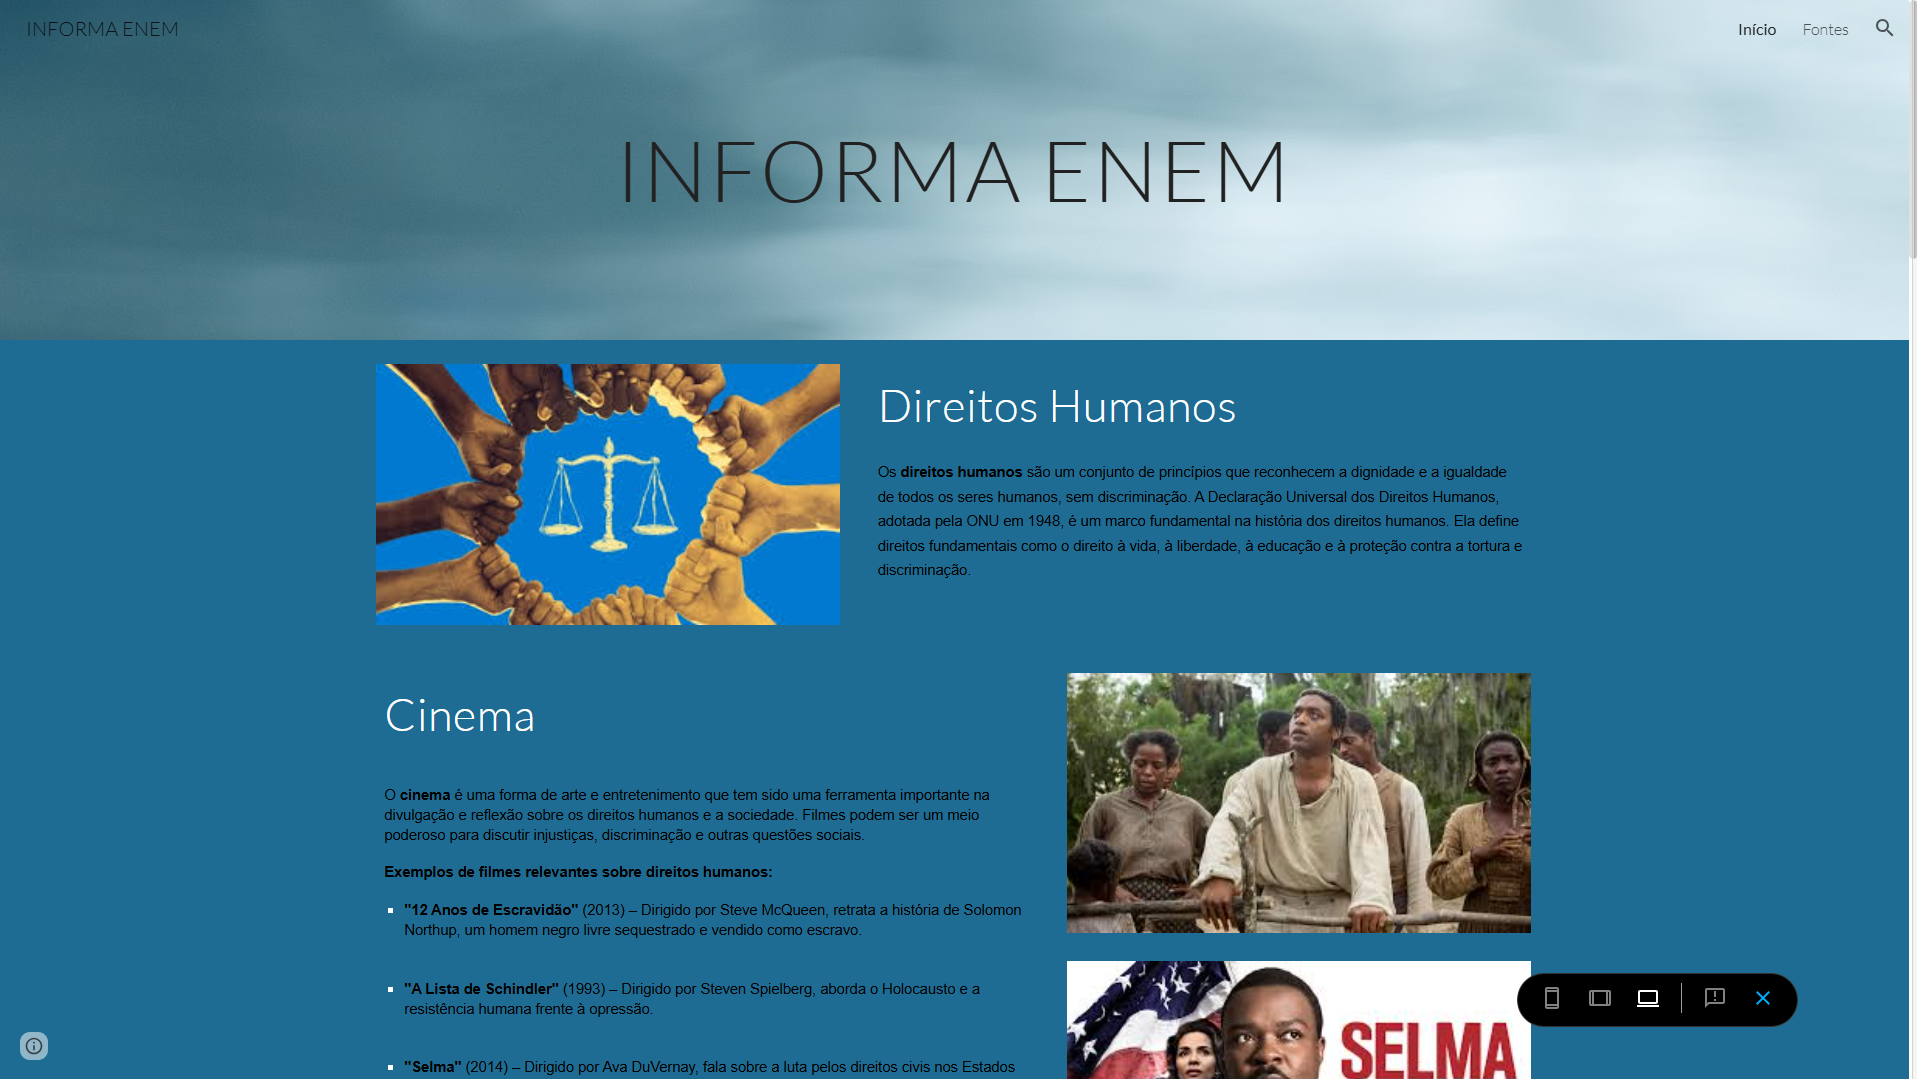 INFORMA ENEM
Início
Fontes
INFORMA ENEM
Direitos Humanos
Os direitos humanos são um conjunto de princípios que reconhecem a dignidade e a igualdade
de todos os seres humanos, sem discriminação. A Declaração Universal dos Direitos Humanos,
adotada pela ONU em 1948, é um marco fundamental na história dos direitos humanos. Ela define
direitos fundamentais como o direito à vida, à liberdade, à educação e à proteção contra a tortura e
discriminação.
Cinema
O cinema é uma forma de arte e entretenimento que tem sido uma ferramenta importante na
divulgação e reflexão sobre os direitos humanos e a sociedade. Filmes podem ser um meio
poderoso para discutir injustiças, discriminação e outras questões sociais.
Exemplos de filmes relevantes sobre direitos humanos:
"12 Anos de Escravidão" (2013) – Dirigido por Steve McQueen, retrata a história de Solomon
Northup, um homem negro livre sequestrado e vendido como escravo.
"A Lista de Schindler" (1993) – Dirigido por Steven Spielberg, aborda o Holocausto e a
resistência humana frente à opressão.
"Selma" (2014) – Dirigido por Ava DuVernay, fala sobre a luta pelos direitos civis nos Estados
SELMA